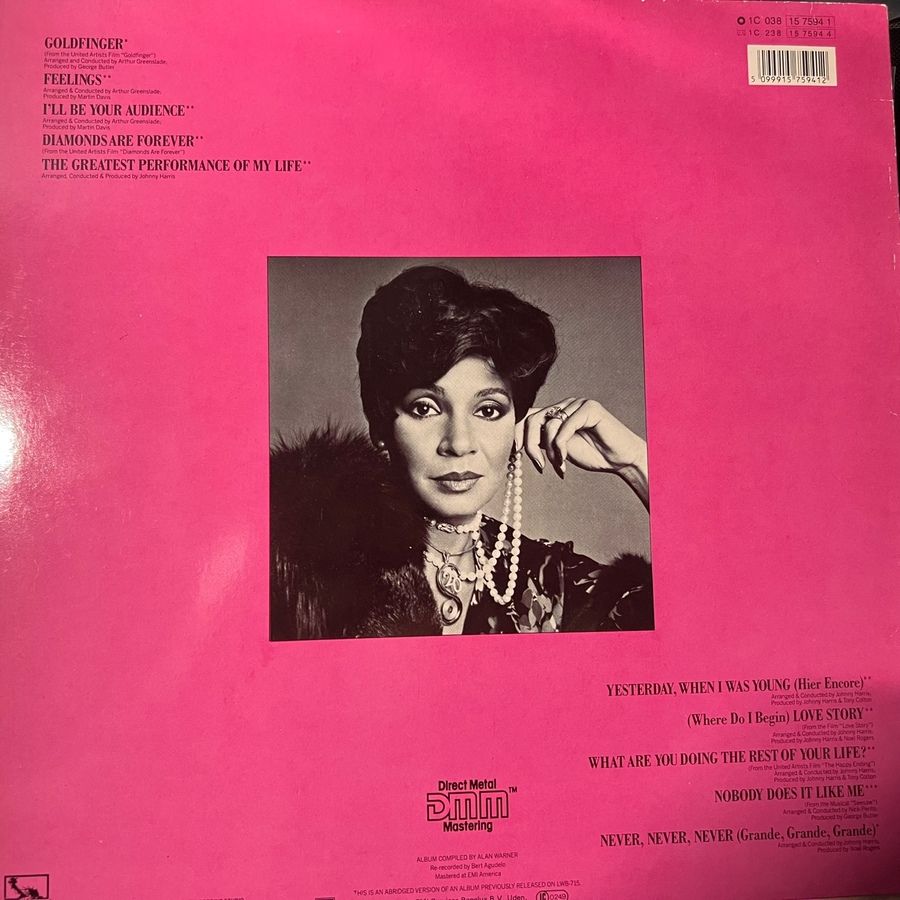 GOLDFINGER*
(From the United Artists Film "Goldfinger")
Arranged and Conducted by Arthur Greenslade,
Produced by George Butler
FEELINGS**
Arranged & Conducted by Arthur Greenslade,
Produced by Martin Davis
I'LL BE YOUR AUDIENCE**
Arranged & Conducted by Arthur Greenslade,
Produced by Martin Davis
DIAMONDS ARE FOREVER**
(From the United Artists Film "Diamonds Are Forever")
THE GREATEST PERFORMANCE OF MY LIFE**
Arranged, Conducted & Produced by Johnny Harris
1C 038 15 7594 1
1C 238 15 7594 4
5 099915 759412
YESTERDAY, WHEN I WAS YOUNG (Hier Encore)**
Arranged & Conducted by Johnny Harris,
Produced by Johnny Harris & Tony Colton
(Where Do I Begin) LOVE STORY**
(From the Film "Love Story")
Arranged & Conducted by Johnny Harris,
Produced by Johnny Harris & Noel Rogers
WHAT ARE YOU DOING THE REST OF YOUR LIFE?**
(From the United Artists Film "The Happy Ending")
Arranged & Conducted by Johnny Harris,
Produced by Johnny Harris & Tony Colton
NOBODY DOES IT LIKE ME***
(From the Musical "Seesaw")
Arranged & Conducted by Nick Perito,
Produced by George Butler
NEVER, NEVER, NEVER (Grande, Grande, Grande)*
Arranged & Conducted by Johnny Harris,
Produced by Noel Rogers
Direct Metal
DMM™
Mastering
ALBUM COMPILED BY ALAN WARNER
Re-recorded by Bert Agudelo
Mastered at EMI America
*THIS IS AN ABRIDGED VERSION OF AN ALBUM PREVIOUSLY RELEASED ON LWB-715.
Benelux B.V., Uden. 0249